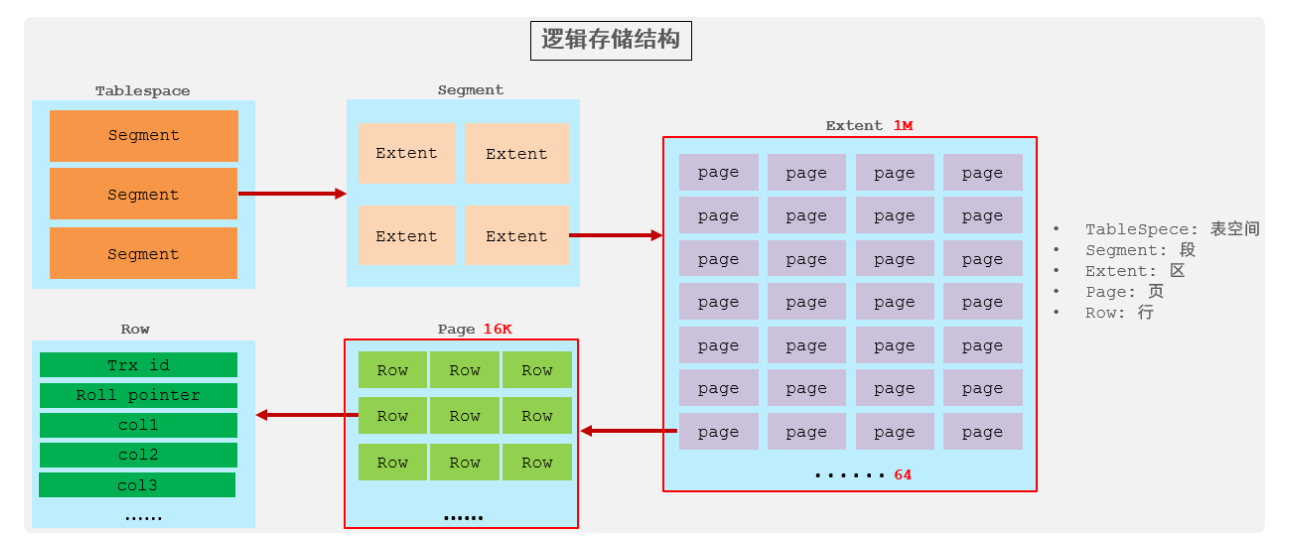 逻辑存储结构
Tablespace
Segment
Segment
Segment
Segment
Extent Extent
Extent Extent
Extent 1M
page page page page
page page page page
page page page page
page page page page
page page page page
page page page page
page page page page
······ 64
• TableSpece: 表空间
• Segment: 段
• Extent: 区
• Page: 页
• Row: 行
Row
Trx id
Roll pointer
col1
col2
col3
······
Page 16K
Row Row Row
Row Row Row
Row Row Row
······